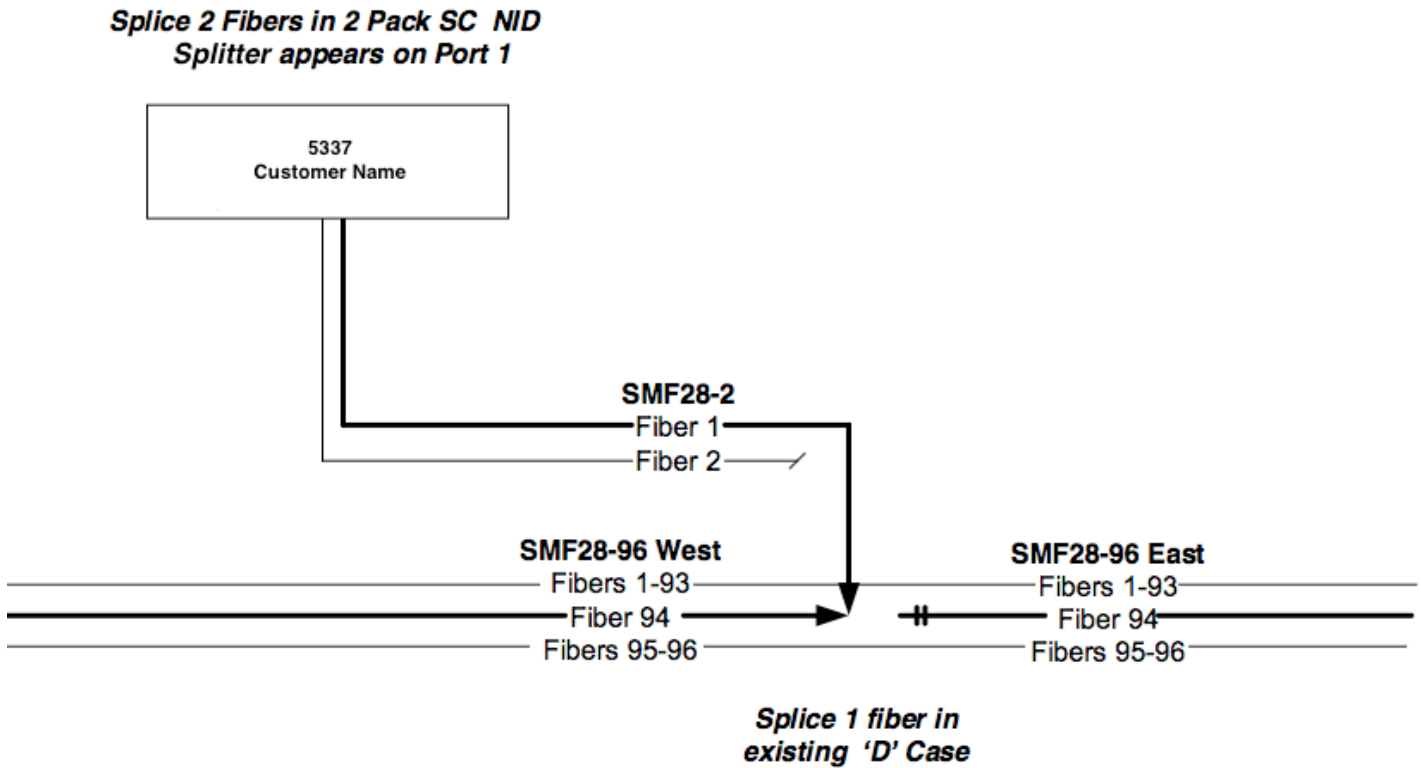 Splice 2 Fibers in 2 Pack SC NID
Splitter appears on Port 1
5337
Customer Name
SMF28-2
Fiber 1
Fiber 2
SMF28-96 West
SMF28-96 East
Fibers 1-93
Fibers 1-93
Fiber 94
Fiber 94
Fibers 95-96
Fibers 95-96
Splice 1 fiber in
existing ‘D’ Case